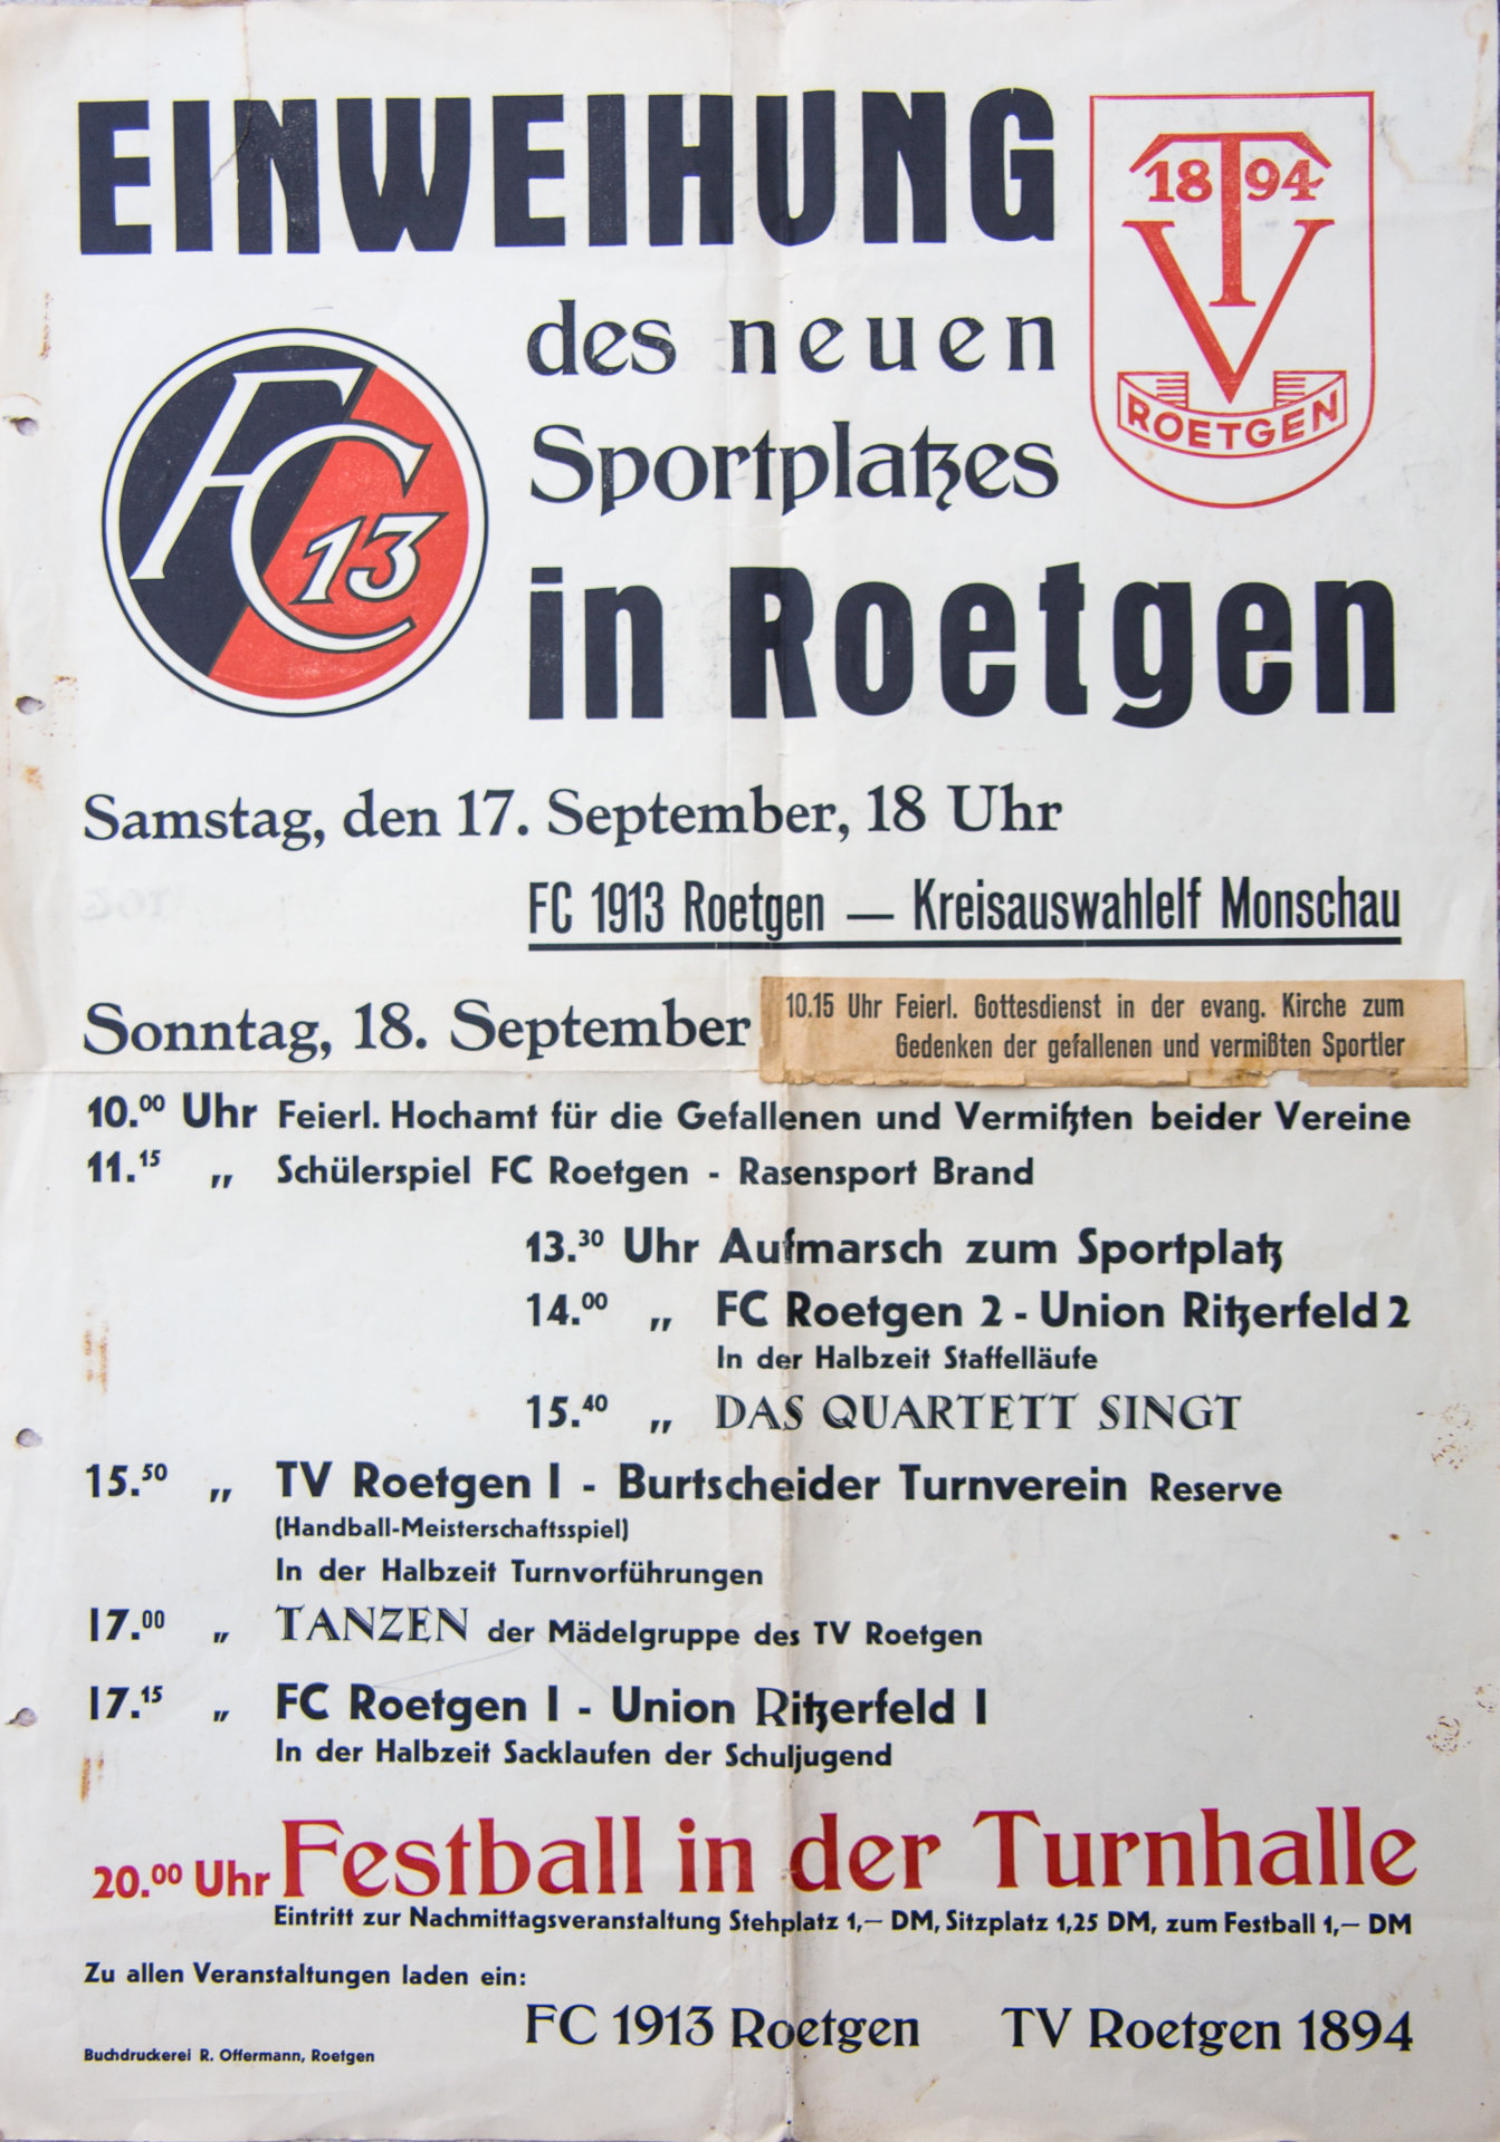 EINWEIHUNG
18 T 94
V
ROETGEN
des neuen
Sportplatzes
FC
13
in Roetgen
Samstag, den 17. September, 18 Uhr
FC 1913 Roetgen — Kreisauswahlelf Monschau
Sonntag, 18. September
10.15 Uhr Feierl. Gottesdienst in der evang. Kirche zum
Gedenken der gefallenen und vermißten Sportler
10.00 Uhr Feierl. Hochamt für die Gefallenen und Vermißten beider Vereine
11.15 „ Schülerspiel FC Roetgen - Rasensport Brand
13.30 Uhr Aufmarsch zum Sportplatz
14.00 „ FC Roetgen 2 - Union Ritzerfeld 2
In der Halbzeit Staffelläufe
15.40 „ DAS QUARTETT SINGT
15.50 „ TV Roetgen I - Burtscheider Turnverein Reserve
(Handball-Meisterschaftsspiel)
In der Halbzeit Turnvorführungen
17.00 „ TANZEN der Mädelgruppe des TV Roetgen
17.15 „ FC Roetgen I - Union Ritzerfeld I
In der Halbzeit Sacklaufen der Schuljugend
20.00 Uhr Festball in der Turnhalle
Eintritt zur Nachmittagsveranstaltung Stehplatz 1,— DM, Sitzplatz 1,25 DM, zum Festball 1,— DM
Zu allen Veranstaltungen laden ein:
FC 1913 Roetgen TV Roetgen 1894
Buchdruckerei R. Offermann, Roetgen